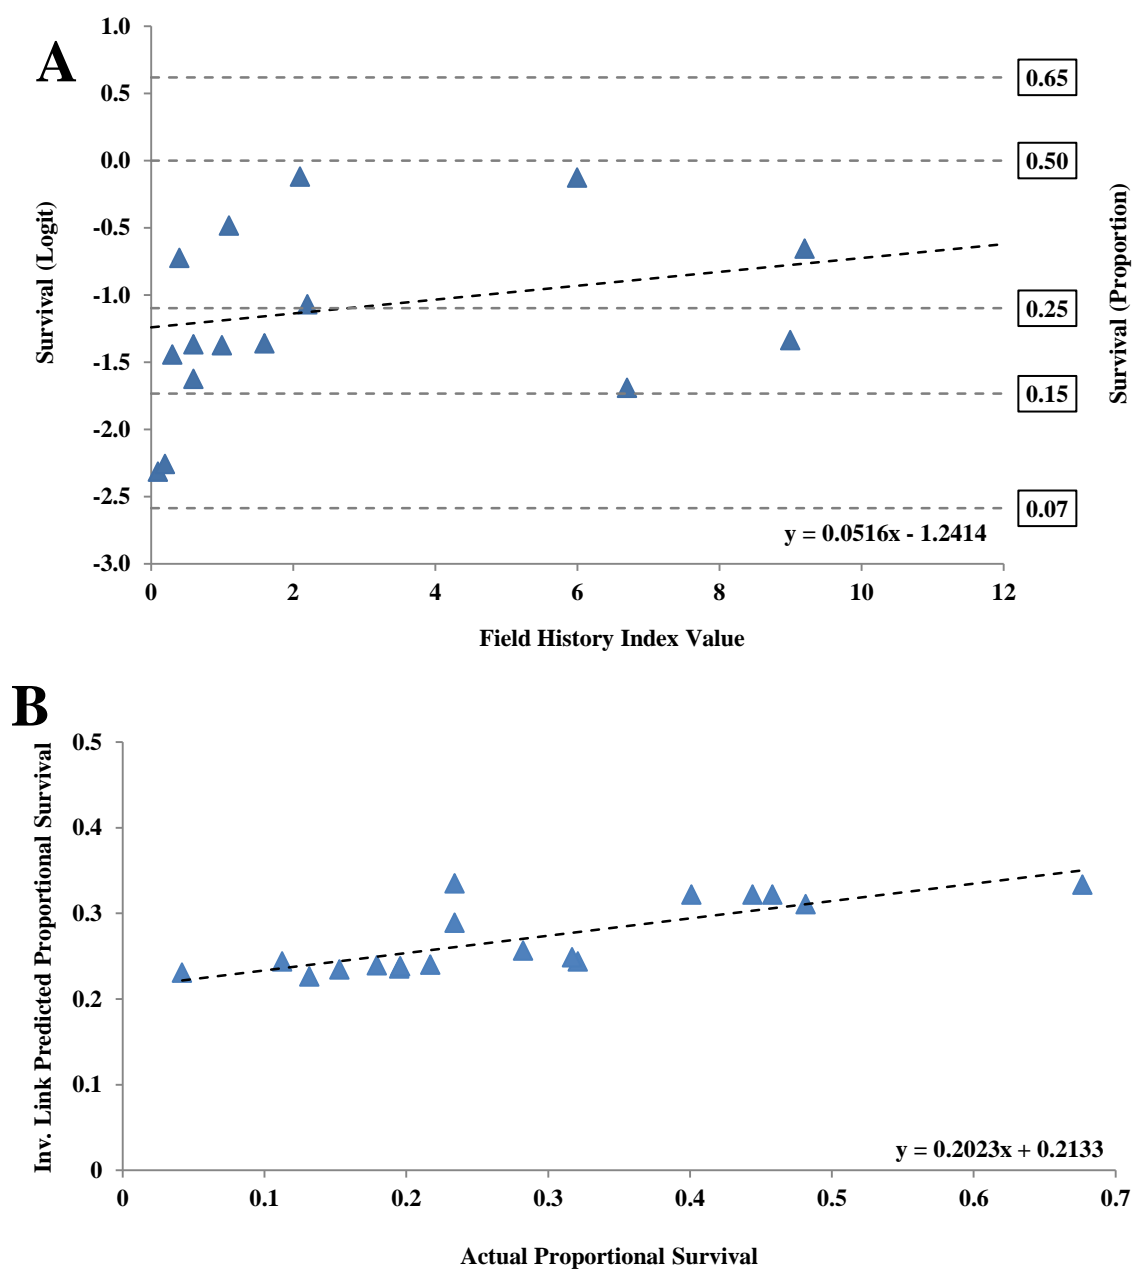 A
1.0
0.5
0.0
-0.5
-1.0
-1.5
-2.0
-2.5
-3.0
Survival (Logit)
0.65
0.50
0.25
0.15
0.07
Survival (Proportion)
y = 0.0516x - 1.2414
0 2 4 6 8 10 12
Field History Index Value
B
0.5
0.4
0.3
0.2
0.1
0
Inv. Link Predicted Proportional Survival
y = 0.2023x + 0.2133
0 0.1 0.2 0.3 0.4 0.5 0.6 0.7
Actual Proportional Survival